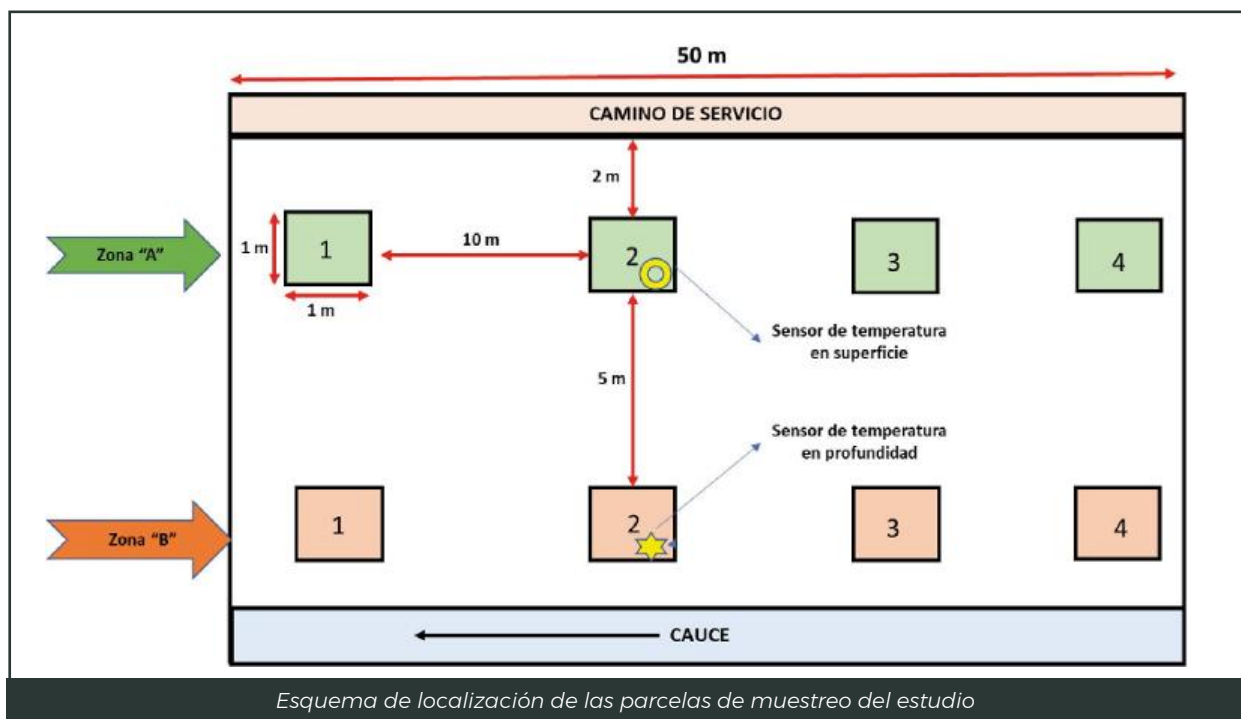 50 m
CAMINO DE SERVICIO
2 m
Zona "A"
1 m
1
10 m
2
3
4
1 m
Sensor de temperatura
en superficie
5 m
Sensor de temperatura
en profundidad
Zona "B"
1
2
3
4
CAUCE
Esquema de localización de las parcelas de muestreo del estudio